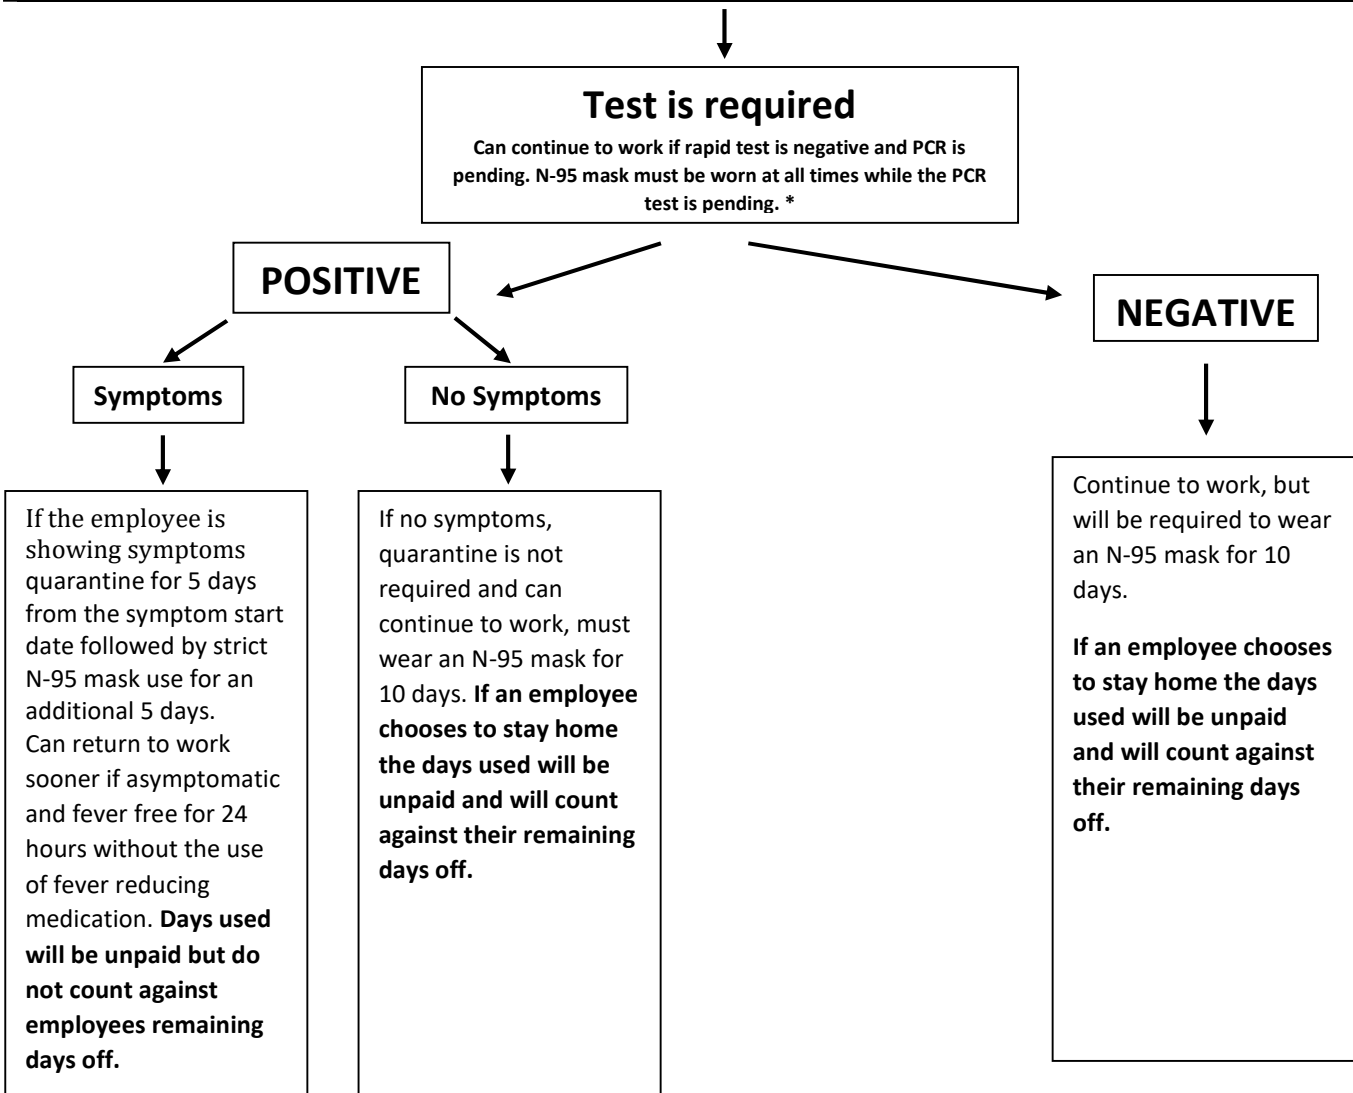 Test is required
Can continue to work if rapid test is negative and PCR is
pending. N-95 mask must be worn at all times while the PCR
test is pending. *
POSITIVE
NEGATIVE
Symptoms
No Symptoms
If the employee is
showing symptoms
quarantine for 5 days
from the symptom start
date followed by strict
N-95 mask use for an
additional 5 days.
Can return to work
sooner if asymptomatic
and fever free for 24
hours without the use
of fever reducing
medication. Days used
will be unpaid but do
not count against
employees remaining
days off.
If no symptoms,
quarantine is not
required and can
continue to work, must
wear an N-95 mask for
10 days. If an employee
chooses to stay home
the days used will be
unpaid and will count
against their remaining
days off.
Continue to work, but
will be required to wear
an N-95 mask for 10
days.
If an employee chooses
to stay home the days
used will be unpaid
and will count against
their remaining days
off.